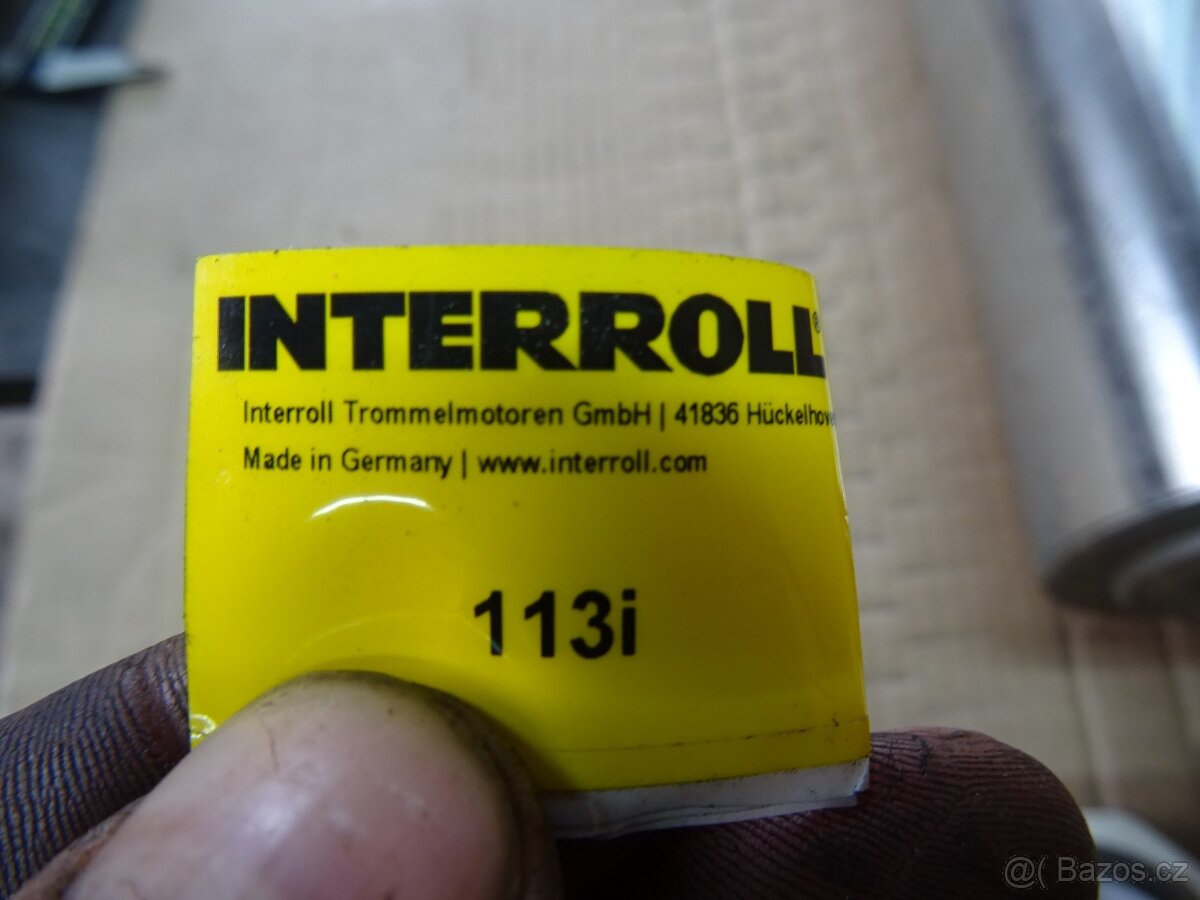 INTERROLL®
Interroll Trommelmotoren GmbH | 41836
Made in Germany | www.interroll.com
113i
@( Bazos.cz